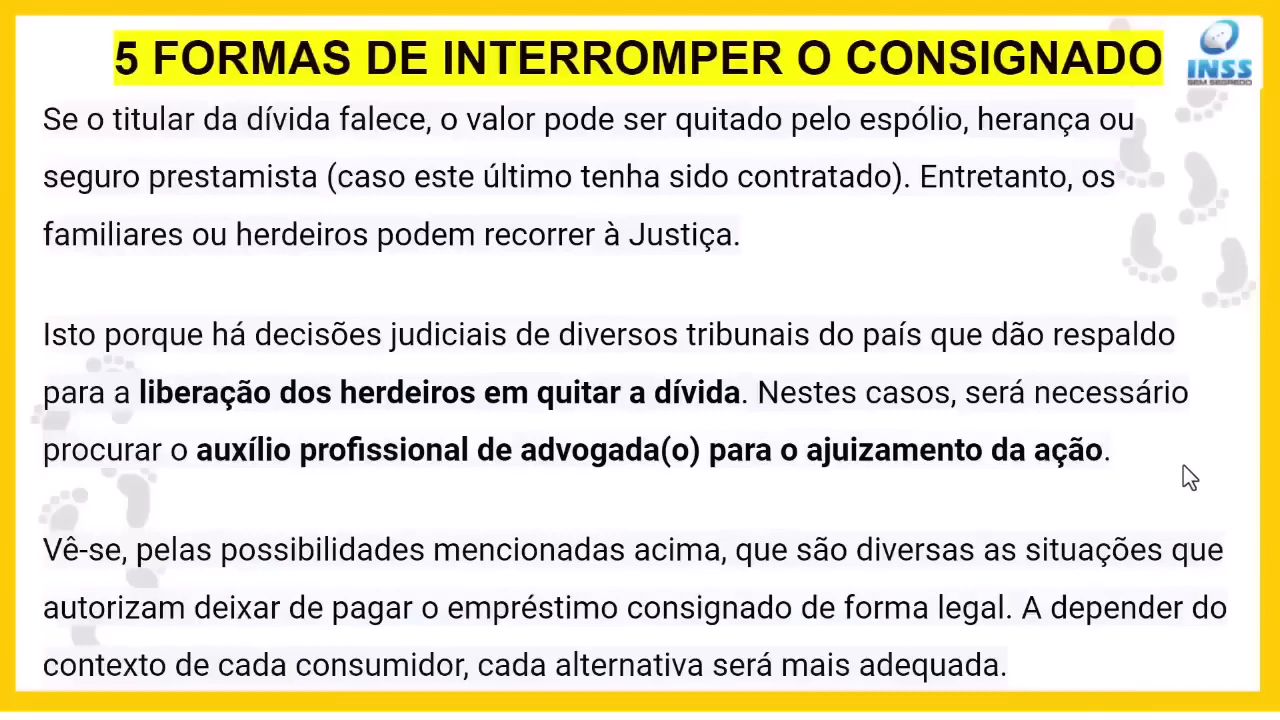 5 FORMAS DE INTERROMPER O CONSIGNADO
INSS
SEM SEGREDO
Se o titular da dívida falece, o valor pode ser quitado pelo espólio, herança ou
seguro prestamista (caso este último tenha sido contratado). Entretanto, os
familiares ou herdeiros podem recorrer à Justiça.
Isto porque há decisões judiciais de diversos tribunais do país que dão respaldo
para a liberação dos herdeiros em quitar a dívida. Nestes casos, será necessário
procurar o auxílio profissional de advogada(o) para o ajuizamento da ação.
Vê-se, pelas possibilidades mencionadas acima, que são diversas as situações que
autorizam deixar de pagar o empréstimo consignado de forma legal. A depender do
contexto de cada consumidor, cada alternativa será mais adequada.